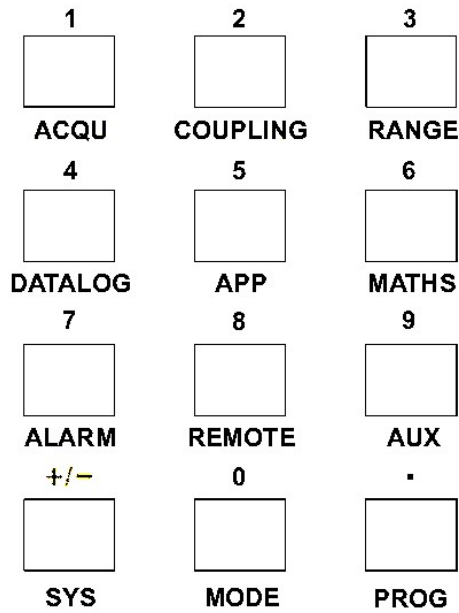 1 2 3
ACQU COUPLING RANGE
4 5 6
DATALOG APP MATHS
7 8 9
ALARM REMOTE AUX
+/− 0 .
SYS MODE PROG